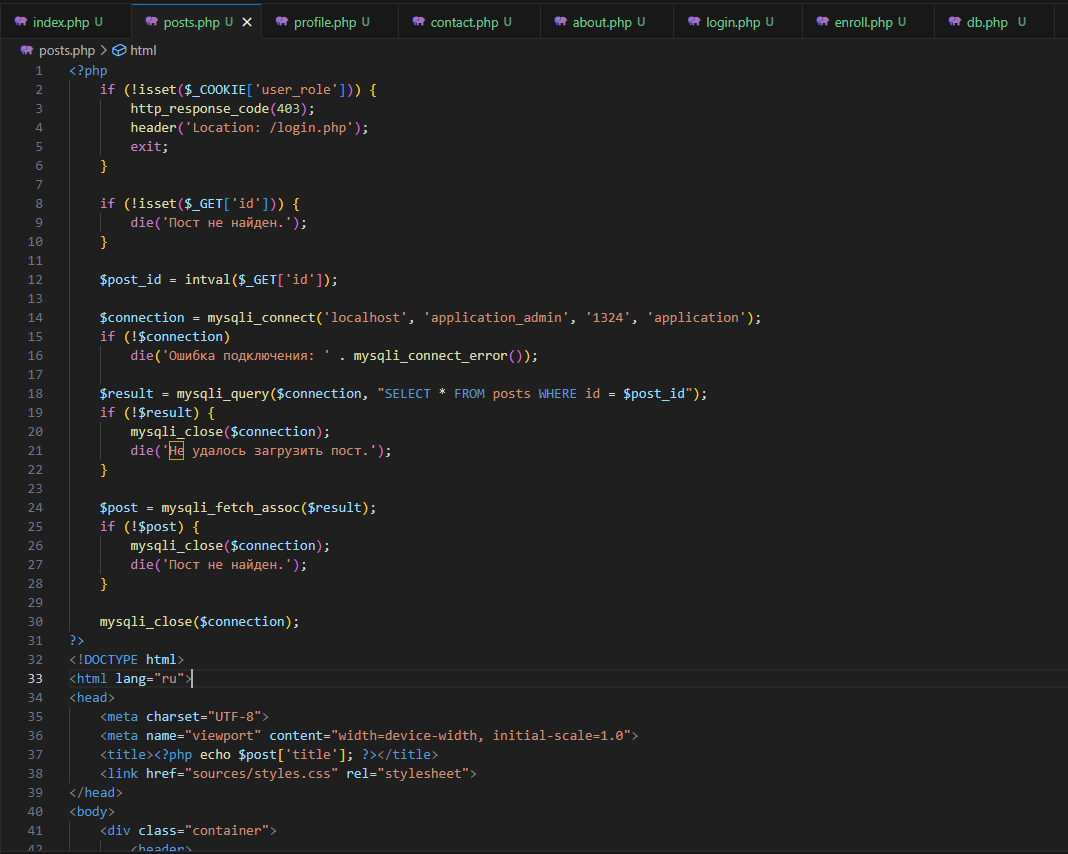 index.php U posts.php U × profile.php U contact.php U about.php U login.php U enroll.php U db.php U
posts.php > html
1 <?php
2 if (!isset($_COOKIE['user_role'])) {
3 http_response_code(403);
4 header('Location: /login.php');
5 exit;
6 }
7
8 if (!isset($_GET['id'])) {
9 die('Пост не найден.');
10 }
11
12 $post_id = intval($_GET['id']);
13
14 $connection = mysqli_connect('localhost', 'application_admin', '1324', 'application');
15 if (!$connection)
16 die('Ошибка подключения: ' . mysqli_connect_error());
17
18 $result = mysqli_query($connection, "SELECT * FROM posts WHERE id = $post_id");
19 if (!$result) {
20 mysqli_close($connection);
21 die('Не удалось загрузить пост.');
22 }
23
24 $post = mysqli_fetch_assoc($result);
25 if (!$post) {
26 mysqli_close($connection);
27 die('Пост не найден.');
28 }
29
30 mysqli_close($connection);
31 ?>
32 <!DOCTYPE html>
33 <html lang="ru">
34 <head>
35 <meta charset="UTF-8">
36 <meta name="viewport" content="width=device-width, initial-scale=1.0">
37 <title><?php echo $post['title']; ?></title>
38 <link href="sources/styles.css" rel="stylesheet">
39 </head>
40 <body>
41 <div class="container">
42 <header>